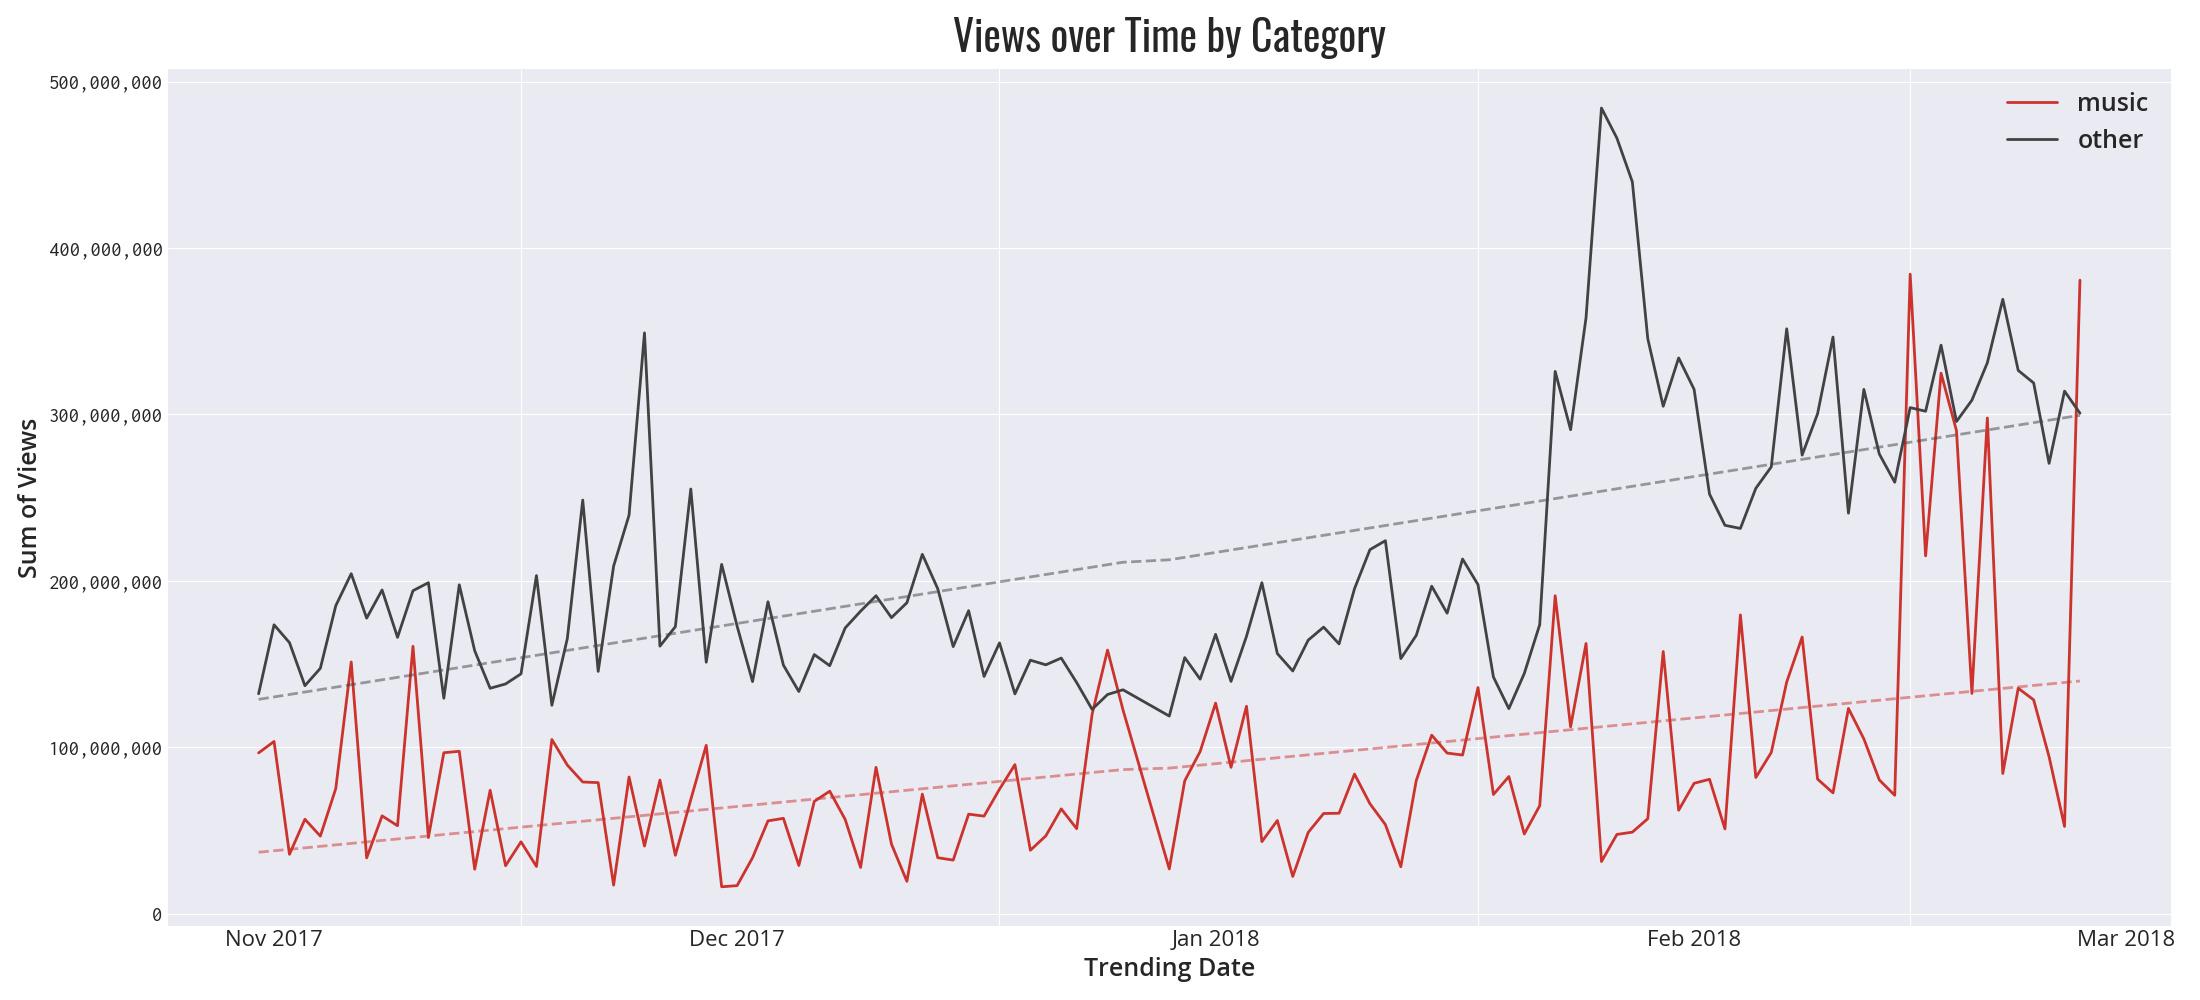 Views over Time by Category
500,000,000
400,000,000
300,000,000
200,000,000
100,000,000
0
Sum of Views
music
other
Nov 2017 Dec 2017 Jan 2018 Feb 2018 Mar 2018
Trending Date